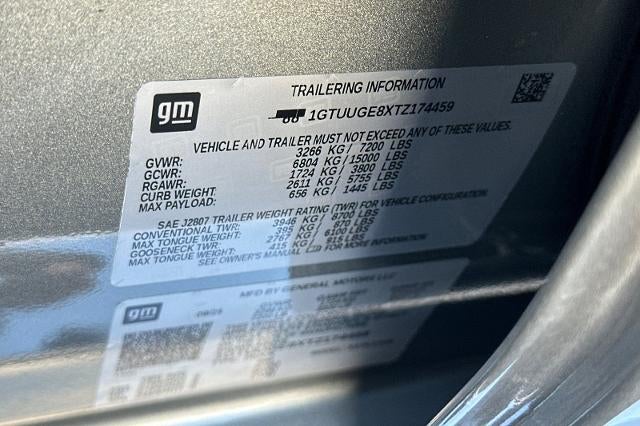 gm
TRAILERING INFORMATION
1GTUUGE8XTZ174459
VEHICLE AND TRAILER MUST NOT EXCEED ANY OF THESE VALUES.
GVWR: 3266 KG / 7200 LBS
GCWR: 6804 KG / 15000 LBS
RGAWR: 1724 KG / 3800 LBS
CURB WEIGHT: 2611 KG / 5755 LBS
MAX PAYLOAD: 656 KG / 1445 LBS
SAE J2807 TRAILER WEIGHT RATING (TWR) FOR VEHICLE CONFIGURATION
CONVENTIONAL TWR: 3946 KG / 8700 LBS
MAX TONGUE WEIGHT: 395 KG / 870 LBS
GOOSENECK TWR: 2767 KG / 6100 LBS
MAX TONGUE WEIGHT: 415 KG / 915 LBS
SEE OWNER'S MANUAL FOR MORE INFORMATION
gm
MFD BY GENERAL MOTORS LLC